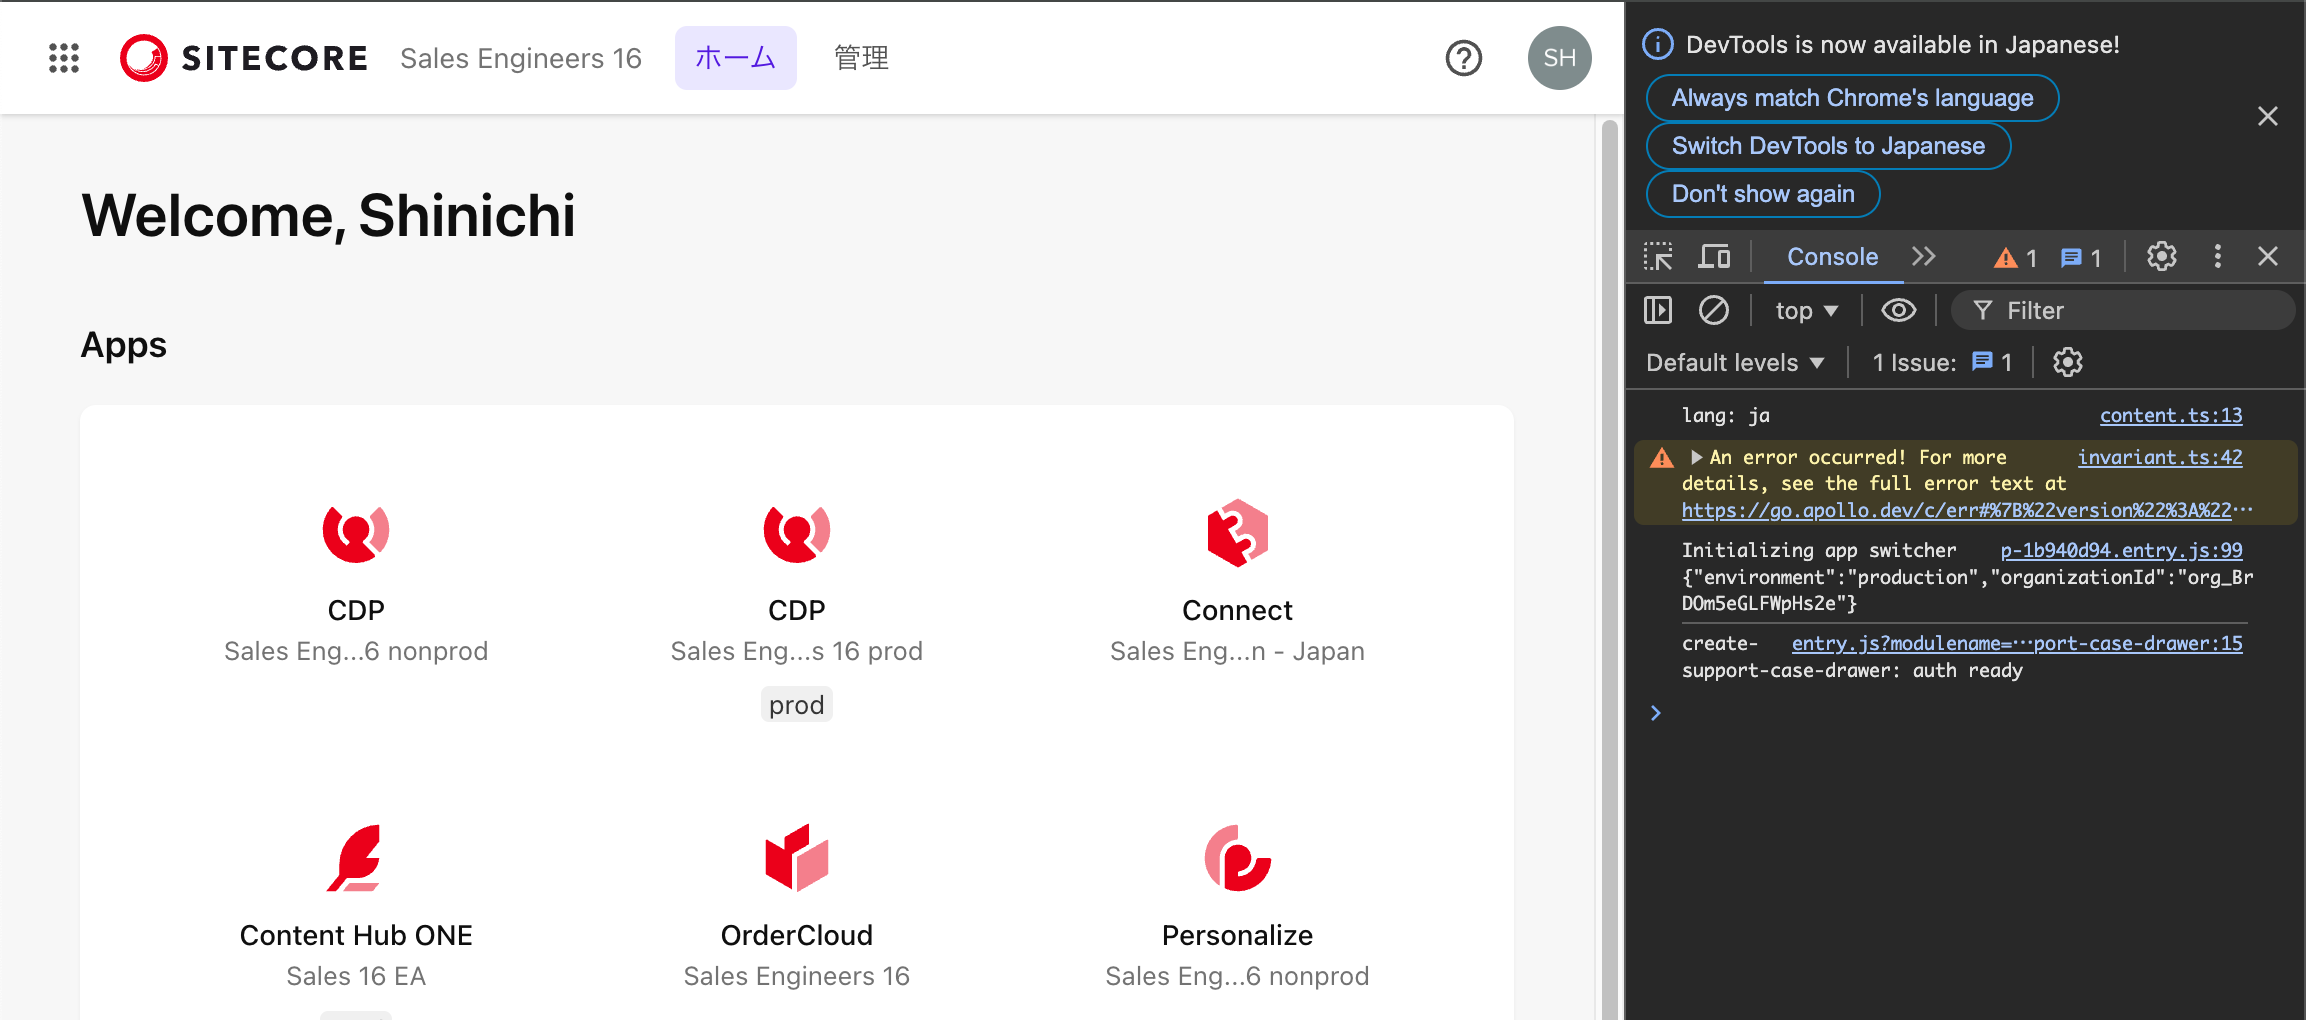 SITECORE
Sales Engineers 16
ホーム
管理
SH
Welcome, Shinichi
Apps
CDP
Sales Eng...6 nonprod
CDP
Sales Eng...s 16 prod
prod
Connect
Sales Eng...n - Japan
Content Hub ONE
Sales 16 EA
OrderCloud
Sales Engineers 16
Personalize
Sales Eng...6 nonprod
DevTools is now available in Japanese!
Always match Chrome's language
Switch DevTools to Japanese
Don't show again
Console
1
1
top
Filter
Default levels
1 Issue:
1
lang: ja
content.ts:13
An error occurred! For more
invariant.ts:42
details, see the full error text at
https://go.apollo.dev/c/err#%7B%22version%22%3A%22…
Initializing app switcher
p-1b940d94.entry.js:99
{"environment":"production","organizationId":"org_Br
DOm5eGLFWpHs2e"}
create-
entry.js?modulename=…port-case-drawer:15
support-case-drawer: auth ready